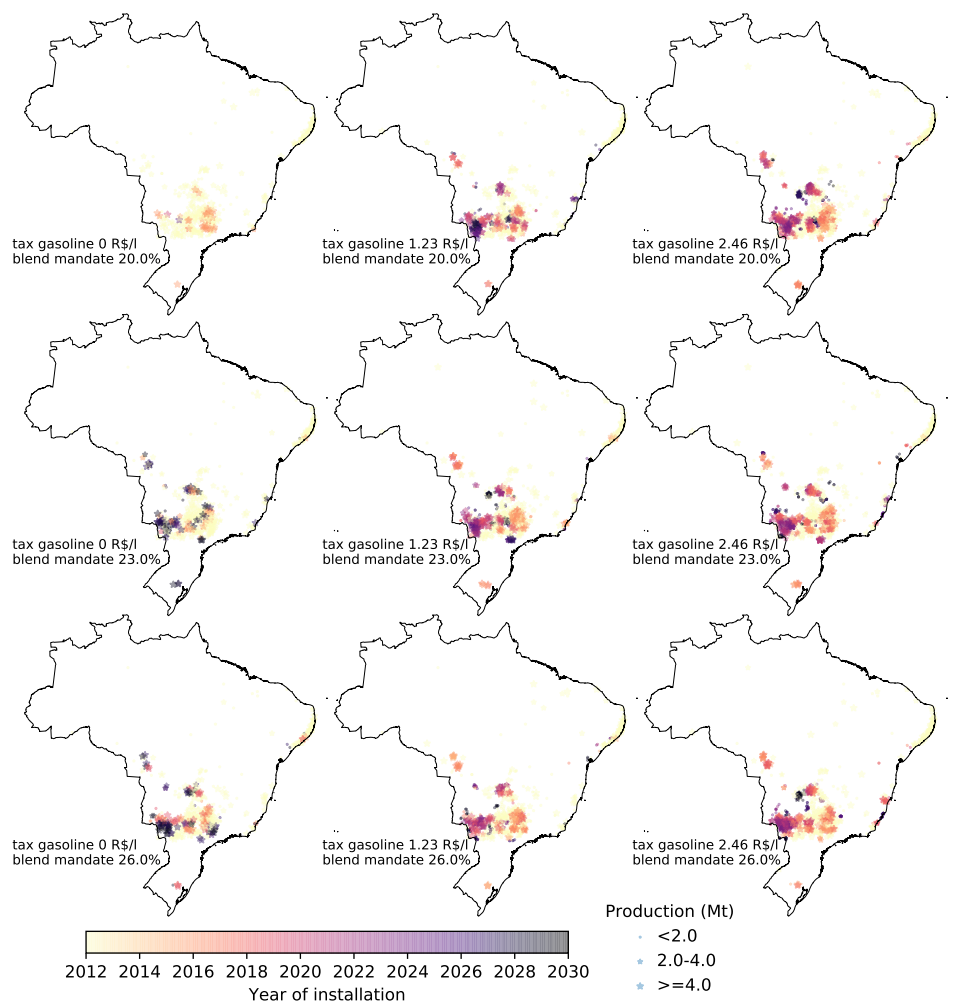 tax gasoline 0 R$/l
blend mandate 20.0%
tax gasoline 1.23 R$/l
blend mandate 20.0%
tax gasoline 2.46 R$/l
blend mandate 20.0%
tax gasoline 0 R$/l
blend mandate 23.0%
tax gasoline 1.23 R$/l
blend mandate 23.0%
tax gasoline 2.46 R$/l
blend mandate 23.0%
tax gasoline 0 R$/l
blend mandate 26.0%
tax gasoline 1.23 R$/l
blend mandate 26.0%
tax gasoline 2.46 R$/l
blend mandate 26.0%
2012 2014 2016 2018 2020 2022 2024 2026 2028 2030
Year of installation
Production (Mt)
<2.0
2.0-4.0
>=4.0